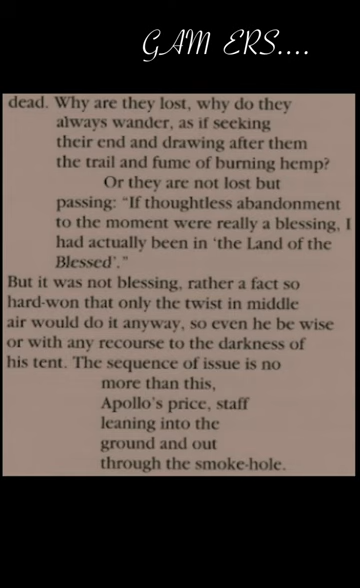 GAM ERS....
dead. Why are they lost, why do they
always wander, as if seeking
their end and drawing after them
the trail and fume of burning hemp?
Or they are not lost but
passing: “If thoughtless abandonment
to the moment were really a blessing, I
had actually been in ‘the Land of the
Blessed’.”
But it was not blessing, rather a fact so
hard-won that only the twist in middle
air would do it anyway, so even he be wise
or with any recourse to the darkness of
his tent. The sequence of issue is no
more than this,
Apollo’s price, staff
leaning into the
ground and out
through the smoke-hole.